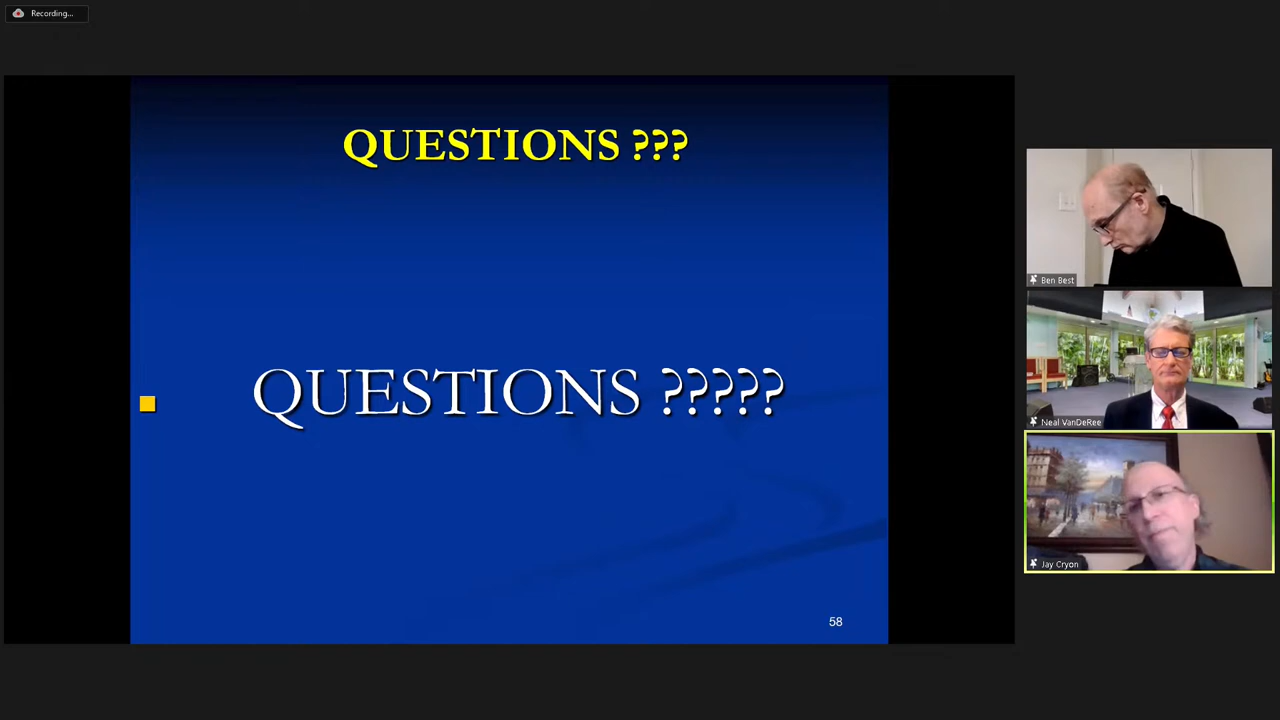 Recording...
QUESTIONS ???
QUESTIONS ?????
58
Ben Best
Neal VanDeRee
Jay Cryon